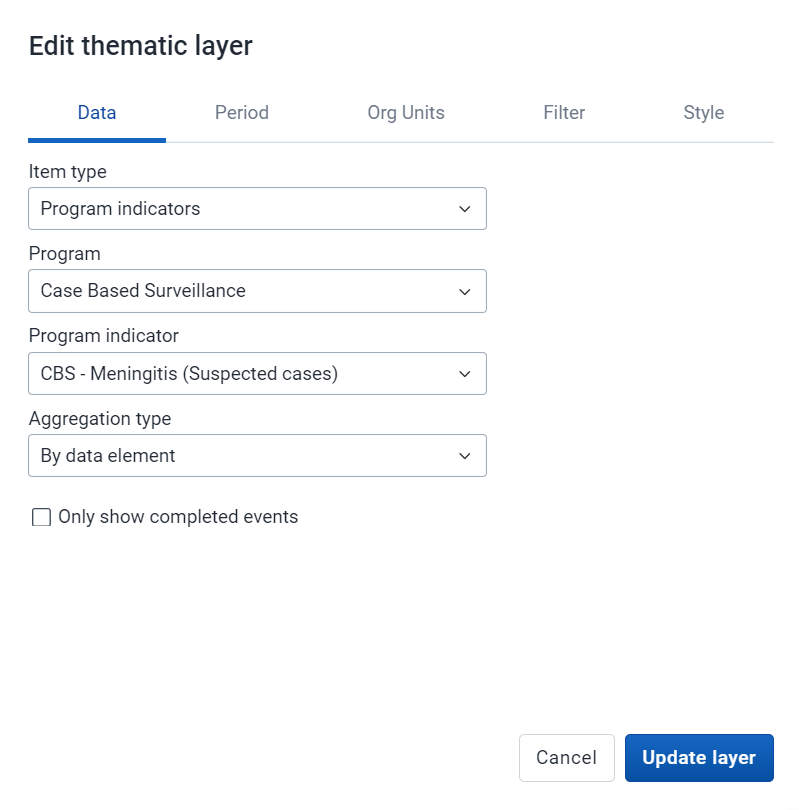 Edit thematic layer
Data Period Org Units Filter Style
Item type
Program indicators
Program
Case Based Surveillance
Program indicator
CBS - Meningitis (Suspected cases)
Aggregation type
By data element
Only show completed events
Cancel Update layer